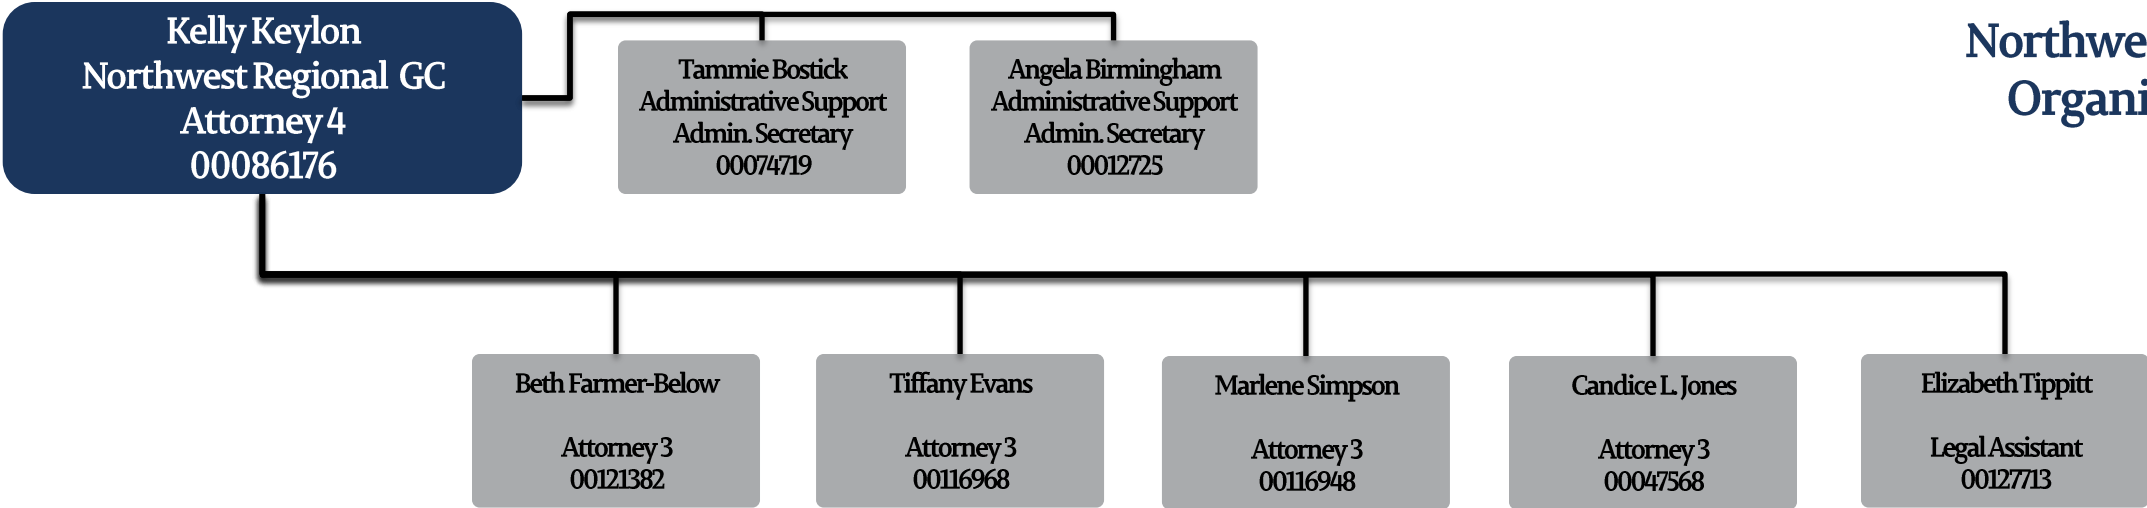 Kelly Keylon
Northwest Regional GC
Attorney 4
00086176
Tammie Bostick
Administrative Support
Admin. Secretary
00074719
Angela Birmingham
Administrative Support
Admin. Secretary
00012725
Northwe
Organi
Beth Farmer-Below
Attorney 3
00121382
Tiffany Evans
Attorney 3
00116968
Marlene Simpson
Attorney 3
00116948
Candice L. Jones
Attorney 3
00047568
Elizabeth Tippitt
Legal Assistant
00127713